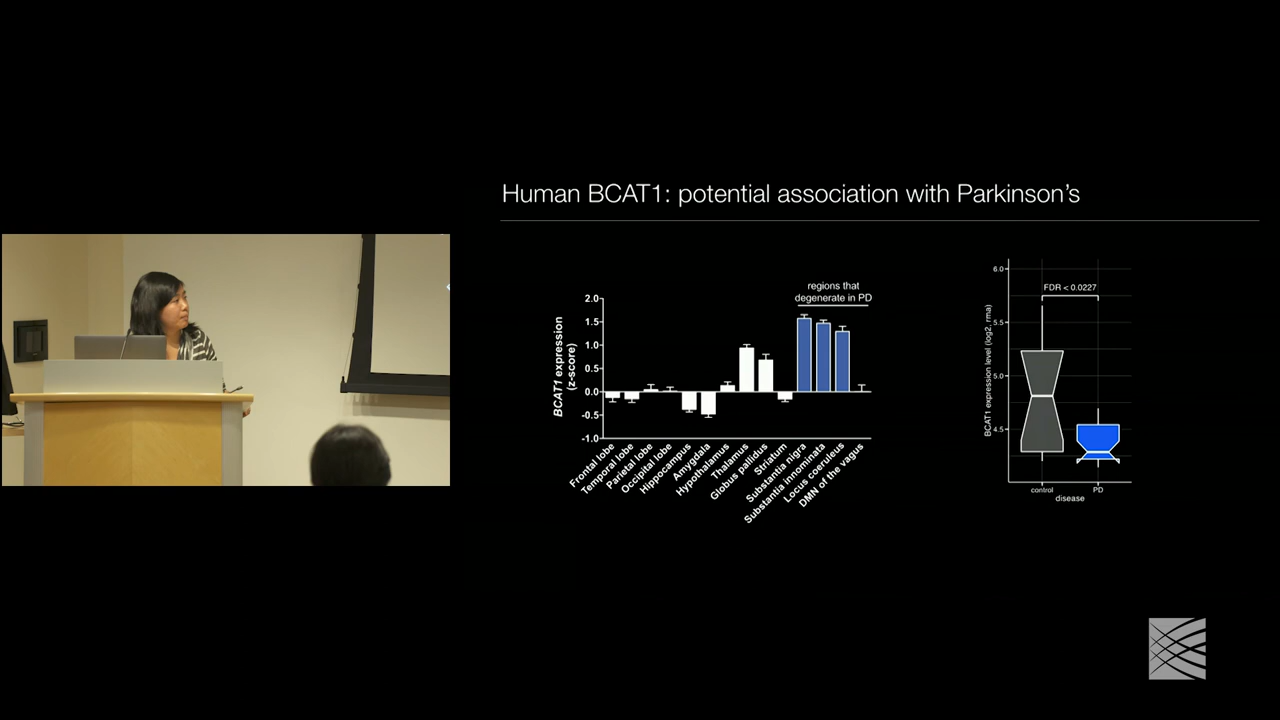 Human BCAT1: potential association with Parkinson's
regions that
degenerate in PD
BCAT1 expression
(z-score)
2.0
1.5
1.0
0.5
0.0
-0.5
-1.0
Frontal lobe
Temporal lobe
Parietal lobe
Occipital lobe
Hippocampus
Amygdala
Hypothalamus
Thalamus
Globus pallidus
Striatum
Substantia nigra
Substantia innominata
Locus coeruleus
DMN of the vagus
BCAT1 expression level (log2, rma)
6.0
5.5
5.0
4.5
FDR < 0.0227
control
PD
disease